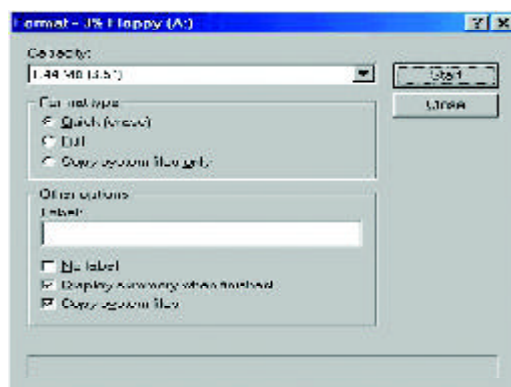 Format - 3½ Floppy (A:)
Capacity:
1.44 Mb (3.5")
Start
Close
Format type
Quick (erase)
Full
Copy system files only
Other options
Label:
No label
Display summary when finished
Copy system files